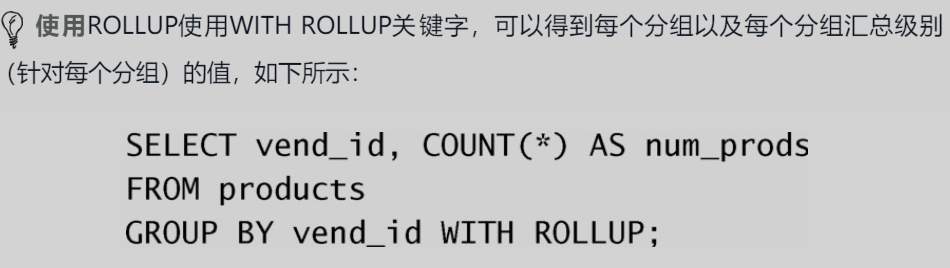 使用ROLLUP使用WITH ROLLUP关键字，可以得到每个分组以及每个分组汇总级别
（针对每个分组）的值，如下所示：
SELECT vend_id, COUNT(*) AS num_prods
FROM products
GROUP BY vend_id WITH ROLLUP;